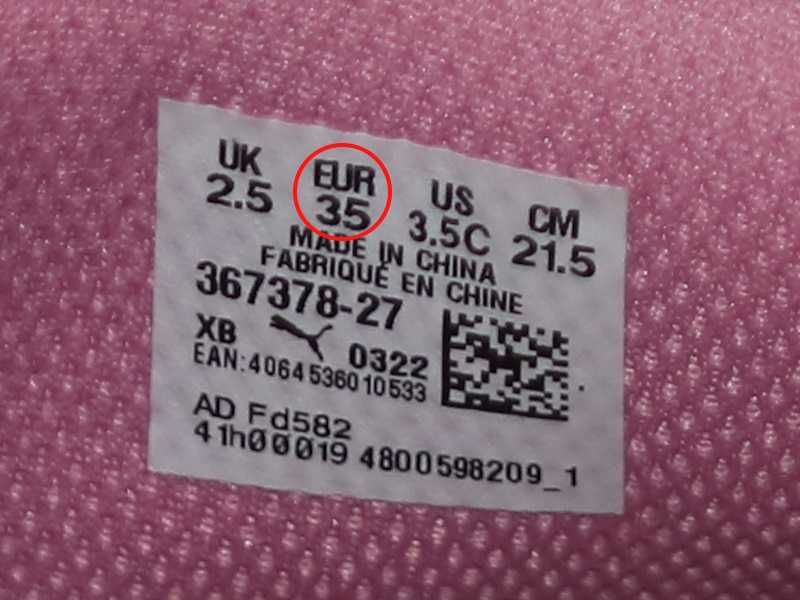 UK EUR US CM
2.5 35 3.5C 21.5
MADE IN CHINA
FABRIQUÉ EN CHINE
367378-27
XB 0322
EAN:4064536010533
AD Fd582
41h00019 4800598209_1